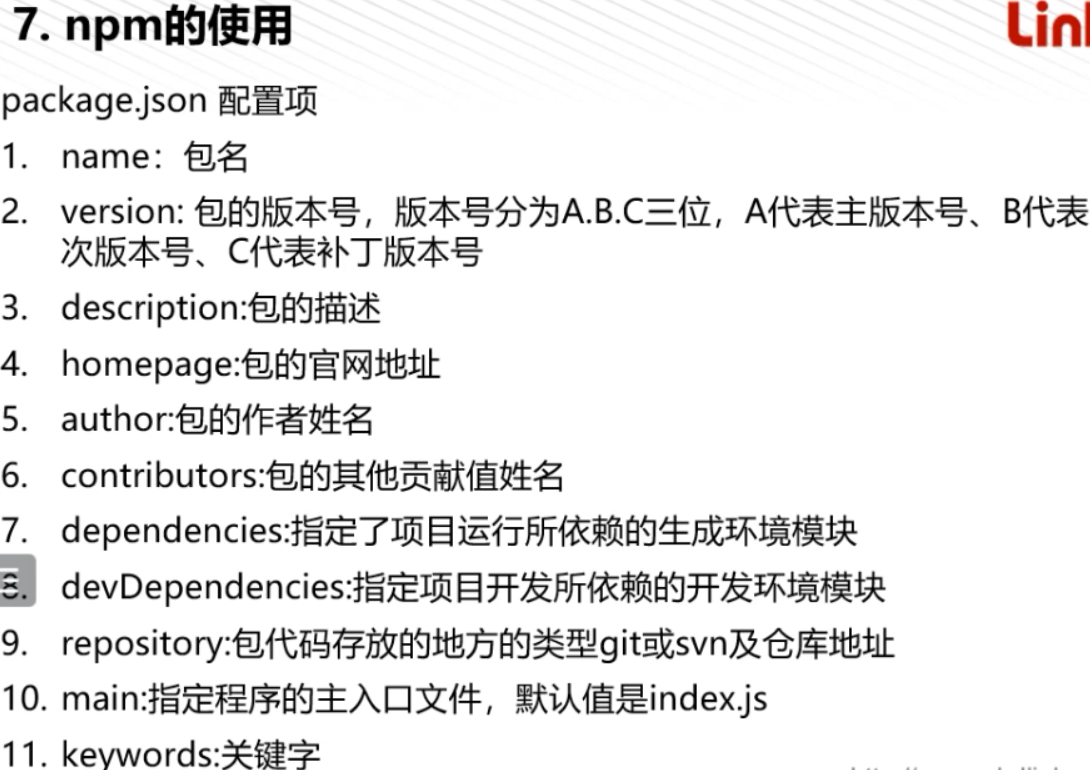 7. npm的使用
Lin
package.json 配置项
1. name：包名
2. version: 包的版本号，版本号分为A.B.C三位，A代表主版本号、B代表
次版本号、C代表补丁版本号
3. description:包的描述
4. homepage:包的官网地址
5. author:包的作者姓名
6. contributors:包的其他贡献值姓名
7. dependencies:指定了项目运行所依赖的生成环境模块
8. devDependencies:指定项目开发所依赖的开发环境模块
9. repository:包代码存放的地方的类型git或svn及仓库地址
10. main:指定程序的主入口文件，默认值是index.js
11. keywords:关键字